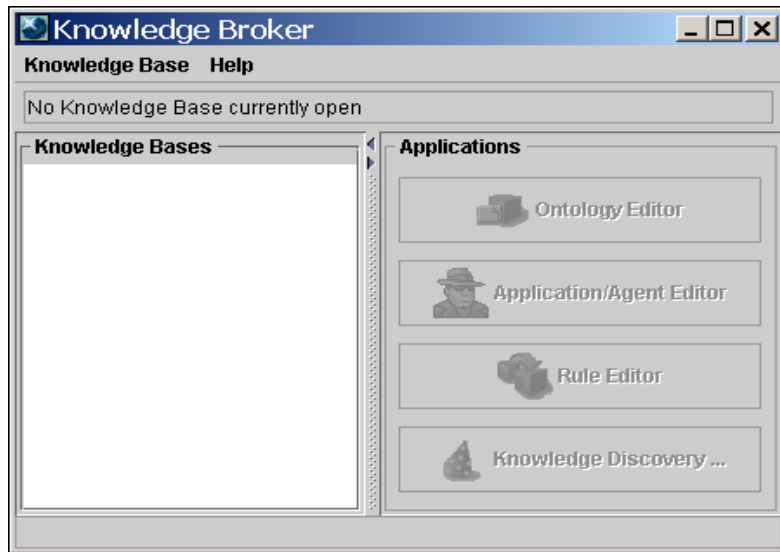 Knowledge Broker
Knowledge Base Help
No Knowledge Base currently open
Knowledge Bases
Applications
Ontology Editor
Application/Agent Editor
Rule Editor
Knowledge Discovery ...